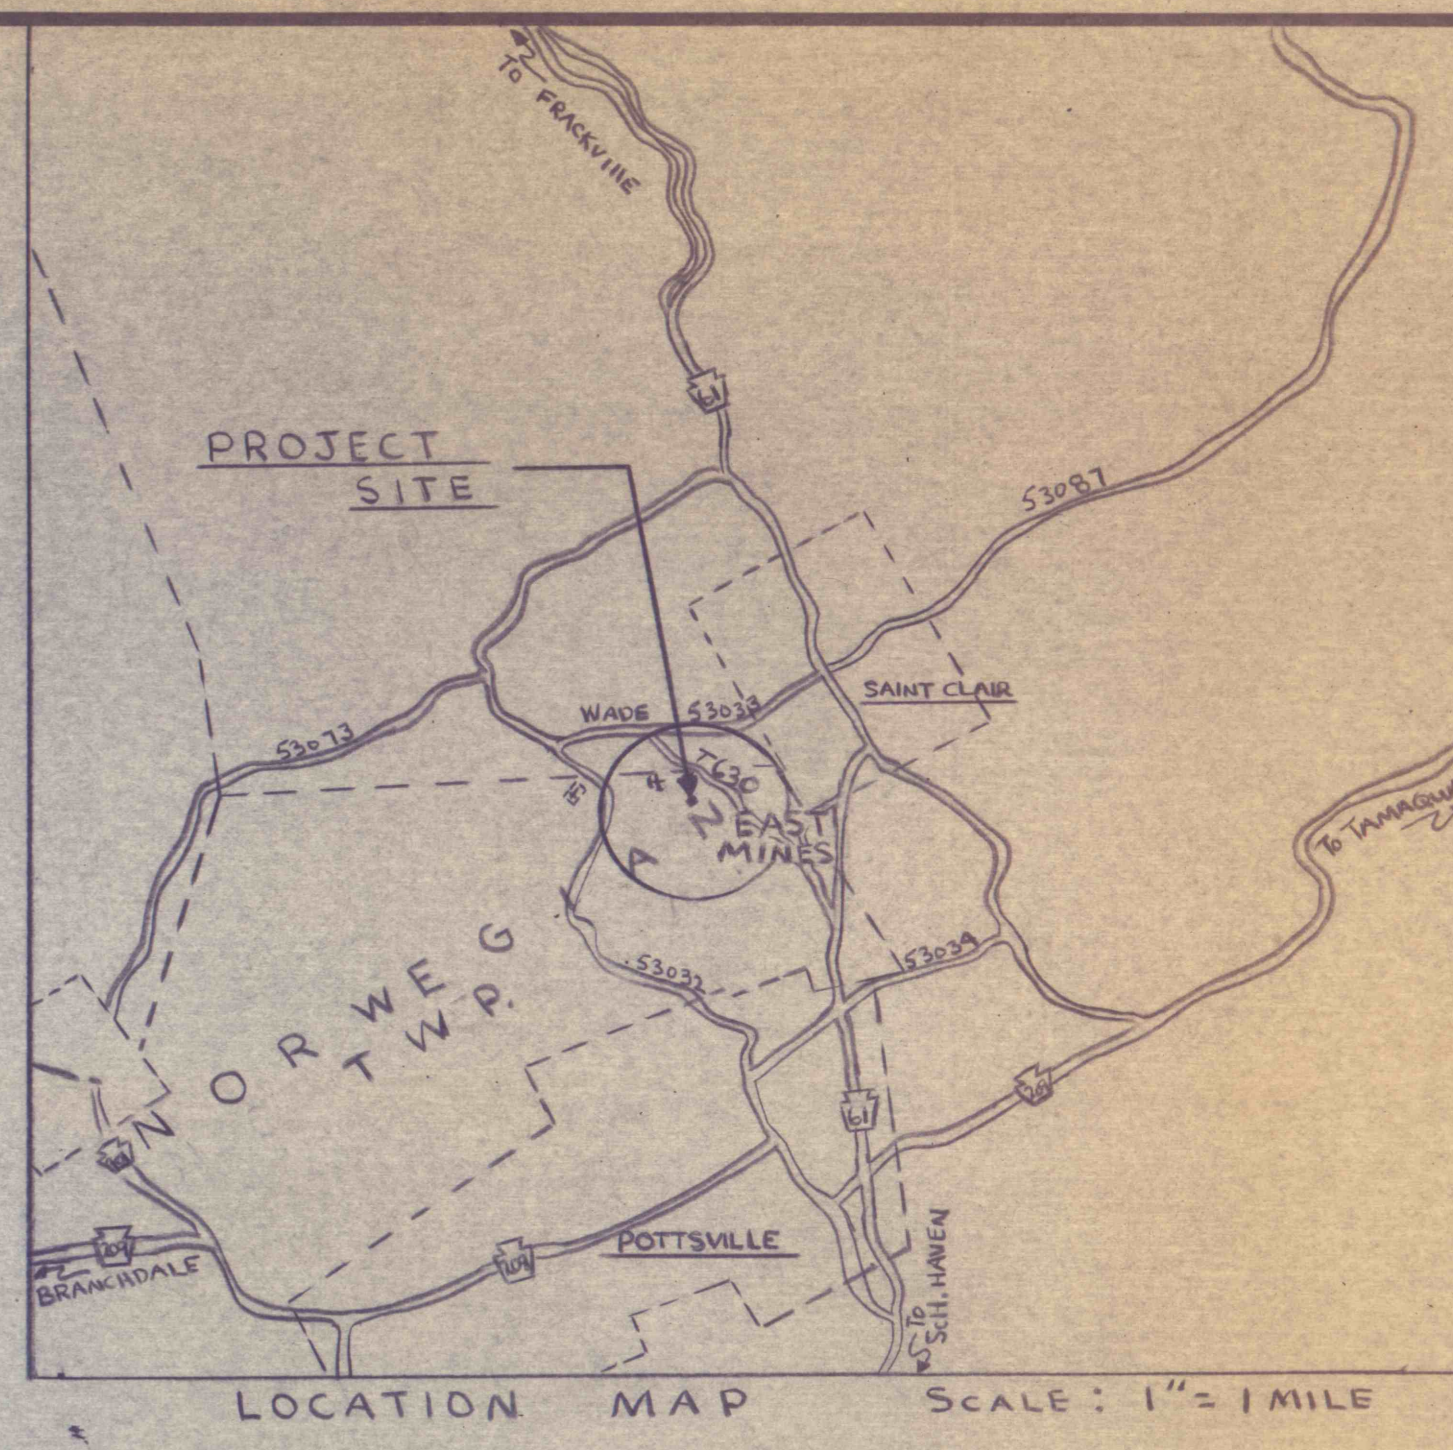 To FRACKVIllE
61
PROJECT
SITE
53087
SAINT CLAIR
WADE 53033
53073
T630
EAST
MINES
To TAMAQUA
NORWEGIAN
TWP.
53032
53034
209
61
209
209
BRANCHDALE
POTTSVILLE
To
ScH. HAVEN
LOCATION MAP SCALE: 1"= 1 MILE